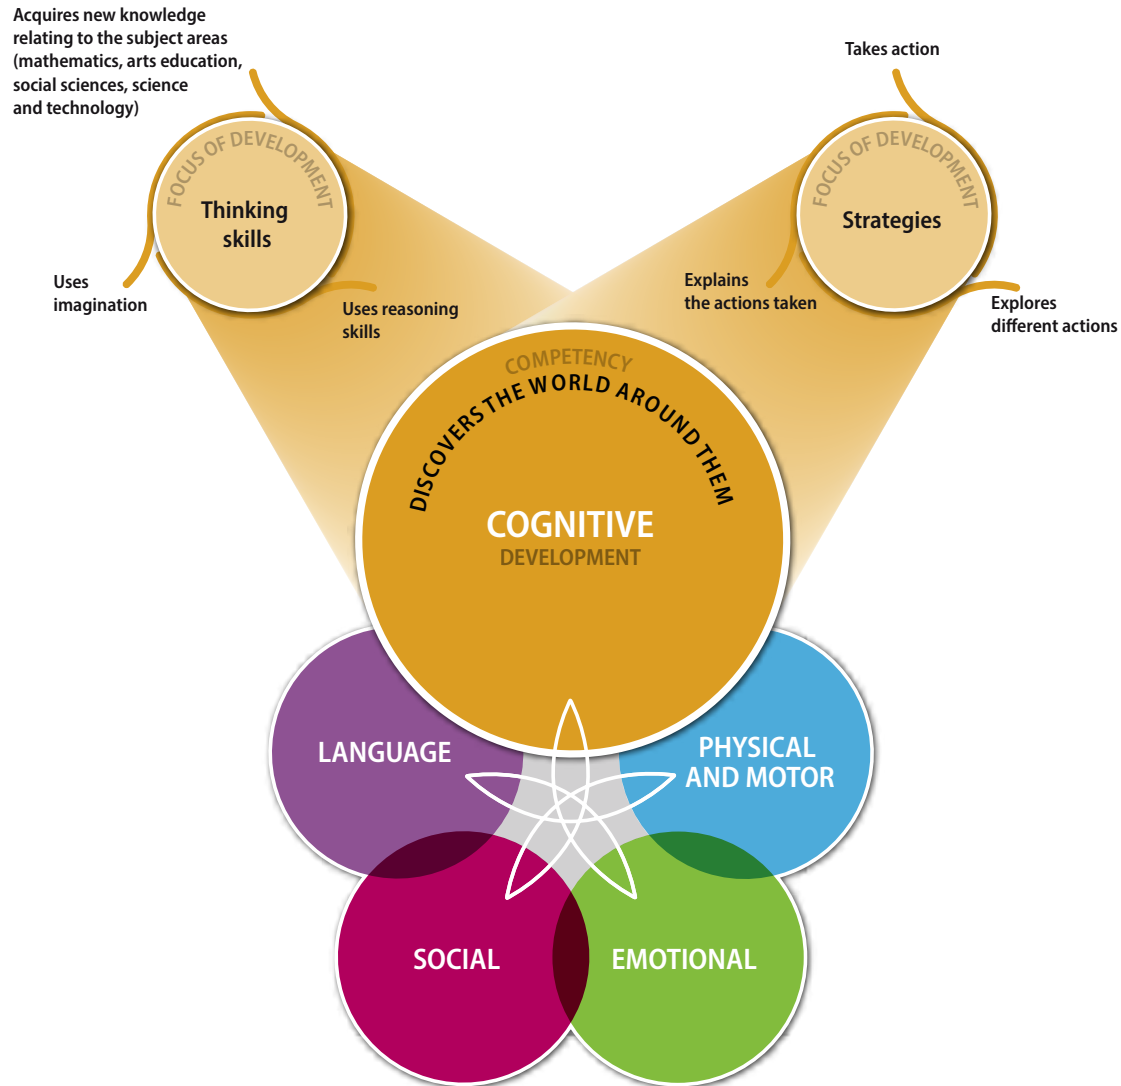 Acquires new knowledge
relating to the subject areas
(mathematics, arts education,
social sciences, science
and technology)
FOCUS OF DEVELOPMENT
Thinking
skills
Uses
imagination
Uses reasoning
skills
Takes action
FOCUS OF DEVELOPMENT
Strategies
Explains
the actions taken
Explores
different actions
COMPETENCY
DISCOVERS THE WORLD AROUND THEM
COGNITIVE
DEVELOPMENT
LANGUAGE
PHYSICAL
AND MOTOR
SOCIAL
EMOTIONAL